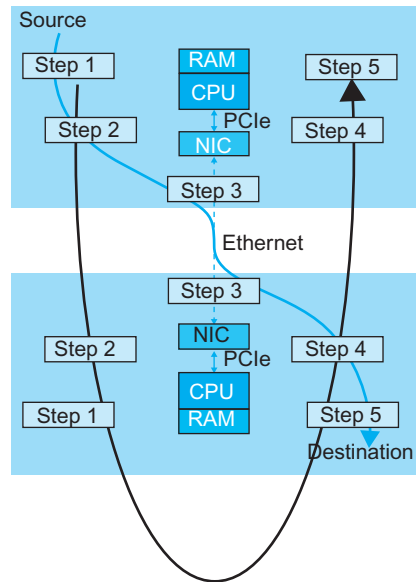 Source
Step 1
RAM
Step 5
CPU
Step 2
PCIe
Step 4
NIC
Step 3
Ethernet
Step 3
Step 2
NIC
Step 4
PCIe
CPU
Step 1
Step 5
RAM
Destination